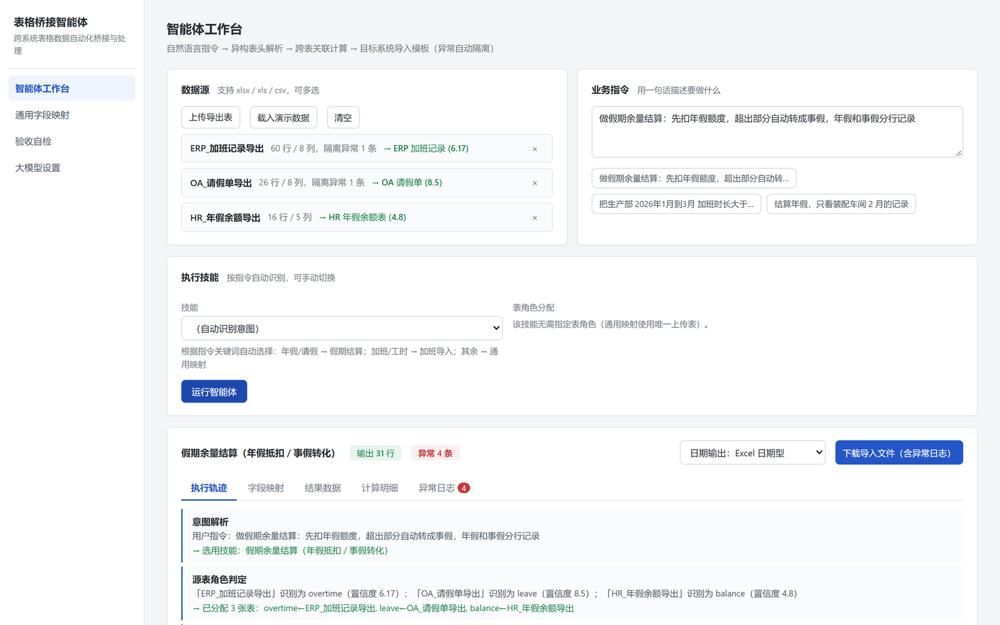 表格桥接智能体
跨系统表格数据自动化桥接与处
理
智能体工作台
通用字段映射
验收自检
大模型设置
智能体工作台
自然语言指令 → 异构表头解析 → 跨表关联计算 → 目标系统导入模板（异常自动隔离）
数据源 支持 xlsx / xls / csv，可多选
上传导出表 载入演示数据 清空
ERP_加班记录导出 60 行 / 8 列，隔离异常 1 条 → ERP 加班记录 (6.17) ×
OA_请假单导出 26 行 / 8 列，隔离异常 1 条 → OA 请假单 (8.5) ×
HR_年假余额导出 16 行 / 5 列 → HR 年假余额表 (4.8) ×
业务指令 用一句话描述要做什么
做假期余量结算：先扣年假额度，超出部分自动转成事假，年假和事假分行记录
做假期余量结算：先扣年假额度，超出部分自动转...
把生产部 2026年1月到3月 加班时长大于... 结算年假，只看装配车间 2 月的记录
执行技能 按指令自动识别，可手动切换
技能
（自动识别意图）
根据指令关键词自动选择：年假/请假 → 假期结算；加班/工时 → 加班导入；其余 → 通
用映射
表角色分配
该技能无需指定表角色（通用映射使用唯一上传表）。
运行智能体
假期余量结算（年假抵扣 / 事假转化） 输出 31 行 异常 4 条 日期输出：Excel 日期型 下载导入文件（含异常日志）
执行轨迹 字段映射 结果数据 计算明细 异常日志 4
意图解析
用户指令：做假期余量结算：先扣年假额度，超出部分自动转成事假，年假和事假分行记录
→ 选用技能：假期余量结算（年假抵扣 / 事假转化）
源表角色判定
「ERP_加班记录导出」识别为 overtime（置信度 6.17）；「OA_请假单导出」识别为 leave（置信度 8.5）；「HR_年假余额导出」识别为 balance（置信度 4.8）
→ 已分配 3 张表：overtime←ERP_加班记录导出, leave←OA_请假单导出, balance←HR_年假余额导出